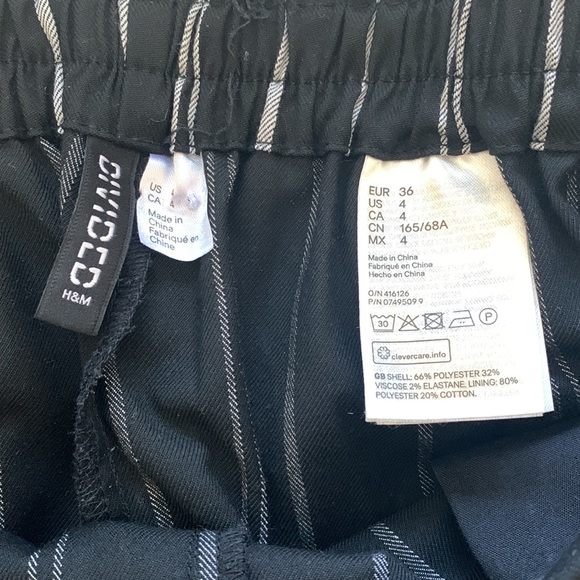 DIVIDED
H&M
US 4
CA 4
Made in
China
Fabriqué en
Chine
EUR 36
US 4
CA 4
CN 165/68A
MX 4
Made in China
Fabriqué en Chine
Hecho en China
O/N 416126
P/N 0749509 9
30
P
clevercare.info
GB SHELL: 66% POLYESTER 32%
VISCOSE 2% ELASTANE, LINING: 80%
POLYESTER 20% COTTON.